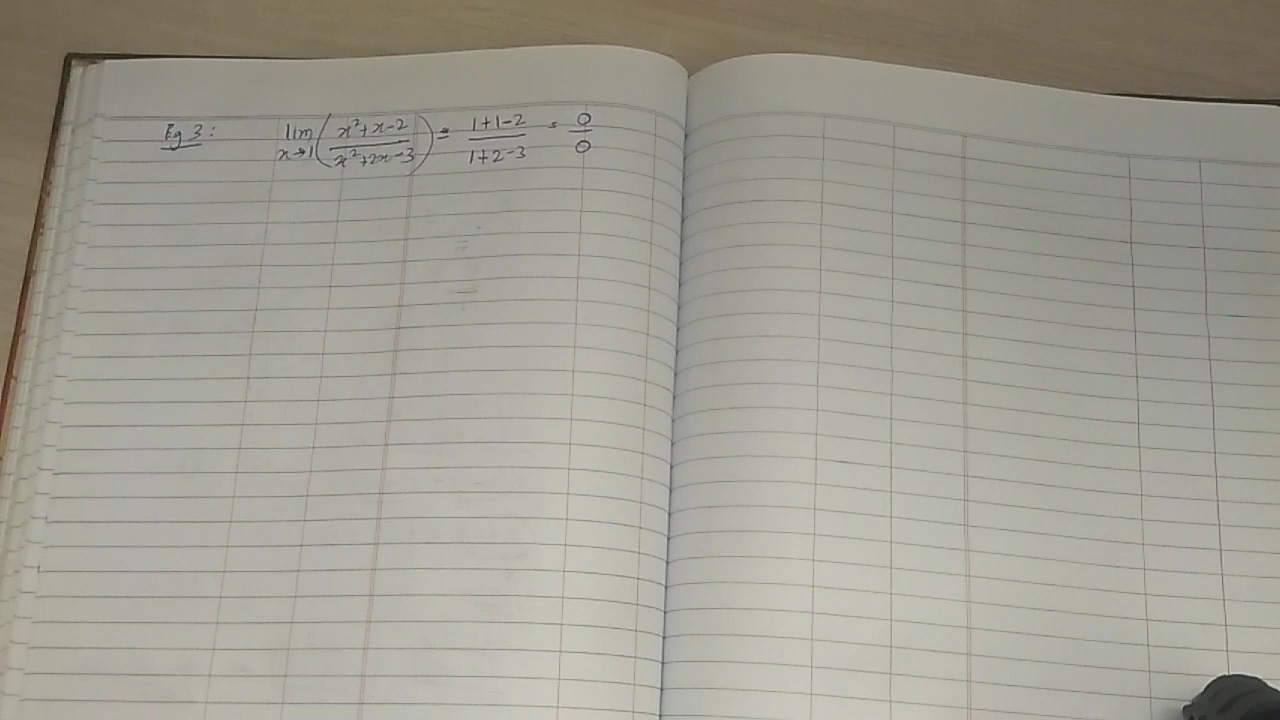 Eg 3: lim x→1 (x²+x-2 / x²+2x-3) = 1+1-2 / 1+2-3 = 0/0